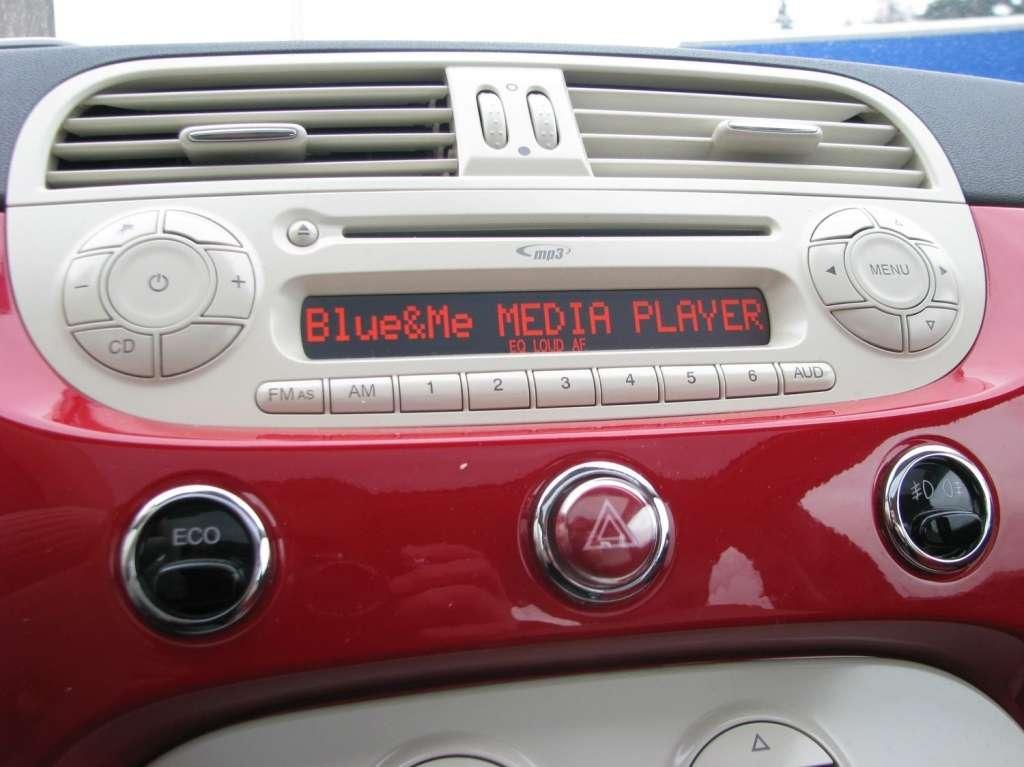 mp3
Blue&Me MEDIA PLAYER
EQ LOUD AF
MENU
CD
FM AS AM 1 2 3 4 5 6 AUD
ECO